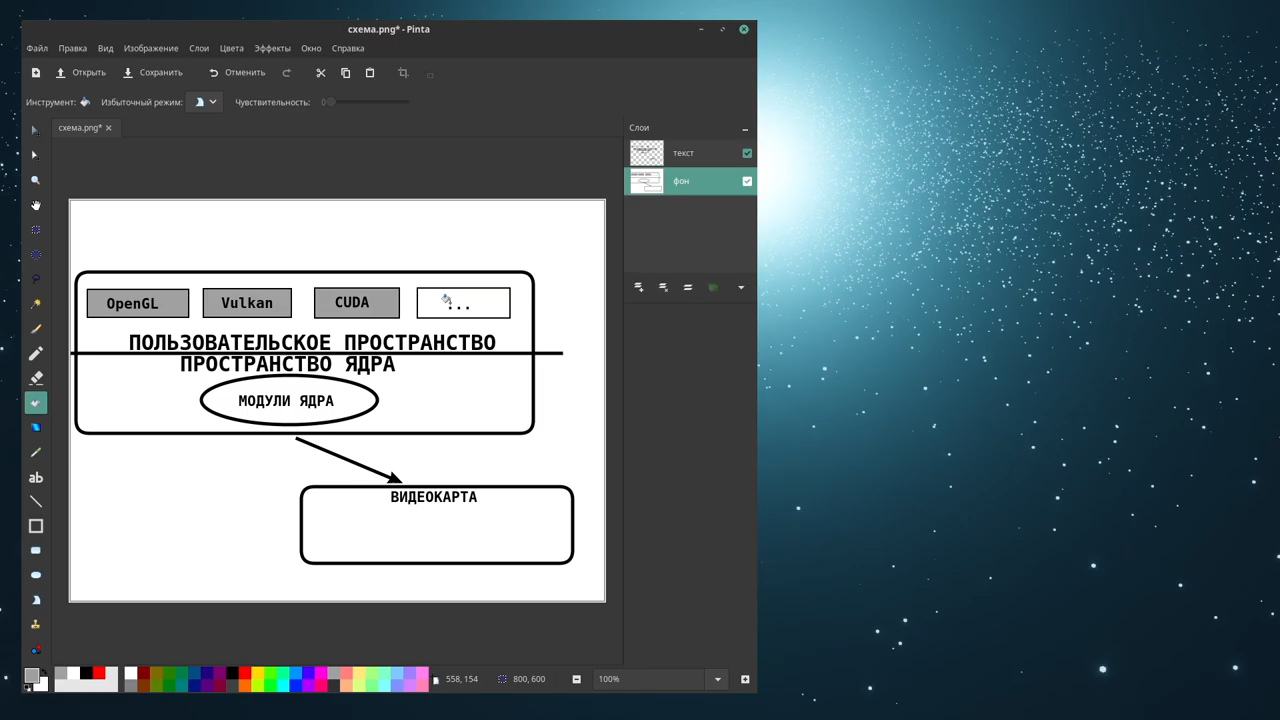 схема.png* - Pinta
Файл Правка Вид Изображение Слои Цвета Эффекты Окно Справка
Открыть Сохранить Отменить
Инструмент: Избыточный режим: Чувствительность: 0
схема.png*
Слои
текст
фон
OpenGL Vulkan CUDA ...
ПОЛЬЗОВАТЕЛЬСКОЕ ПРОСТРАНСТВО
ПРОСТРАНСТВО ЯДРА
МОДУЛИ ЯДРА
ВИДЕОКАРТА
ab
558, 154 800, 600 100%